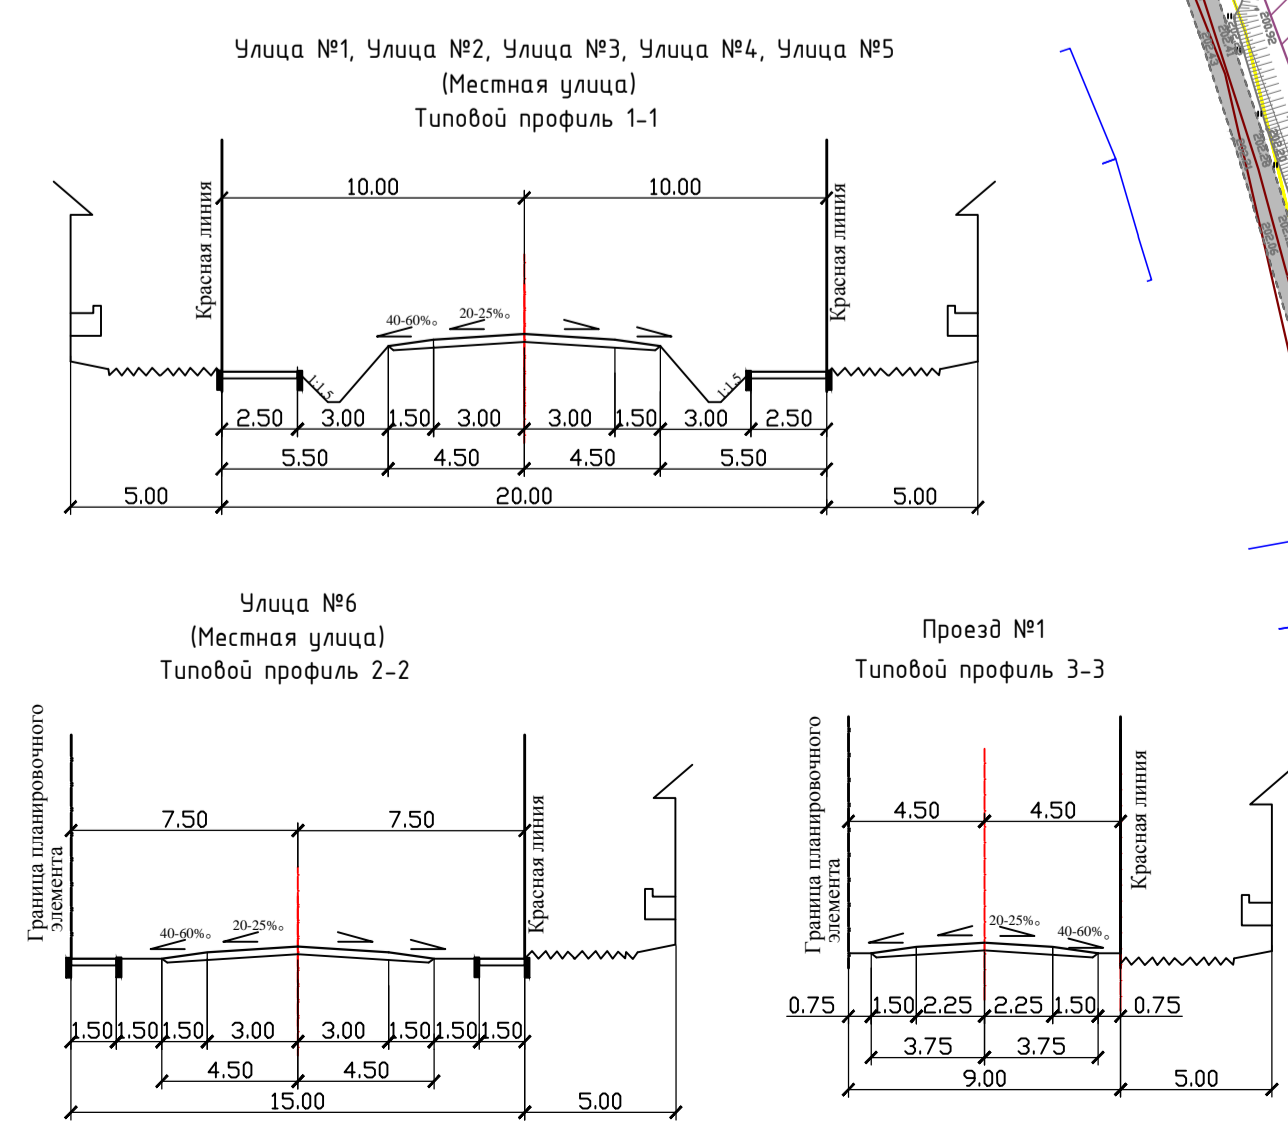 Улица №1, Улица №2, Улица №3, Улица №4, Улица №5
(Местная улица)
Типовой профиль 1-1
Красная линия
10.00 10.00
Красная линия
40-60‰ 20-25‰
1:1.5 1:1.5
2.50 3.00 1.50 3.00 3.00 1.50 3.00 2.50
5.50 4.50 4.50 5.50
5.00 20.00 5.00
Улица №6
(Местная улица)
Типовой профиль 2-2
Граница планировочного
элемента
7.50 7.50
Красная линия
40-60‰ 20-25‰
1.50 1.50 1.50 3.00 3.00 1.50 1.50 1.50
4.50 4.50
15.00 5.00
Проезд №1
Типовой профиль 3-3
Граница планировочного
элемента
4.50 4.50
Красная линия
20-25‰ 40-60‰
0.75 1.50 2.25 2.25 1.50 0.75
3.75 3.75
9.00 5.00
200.92
202.43
202.06